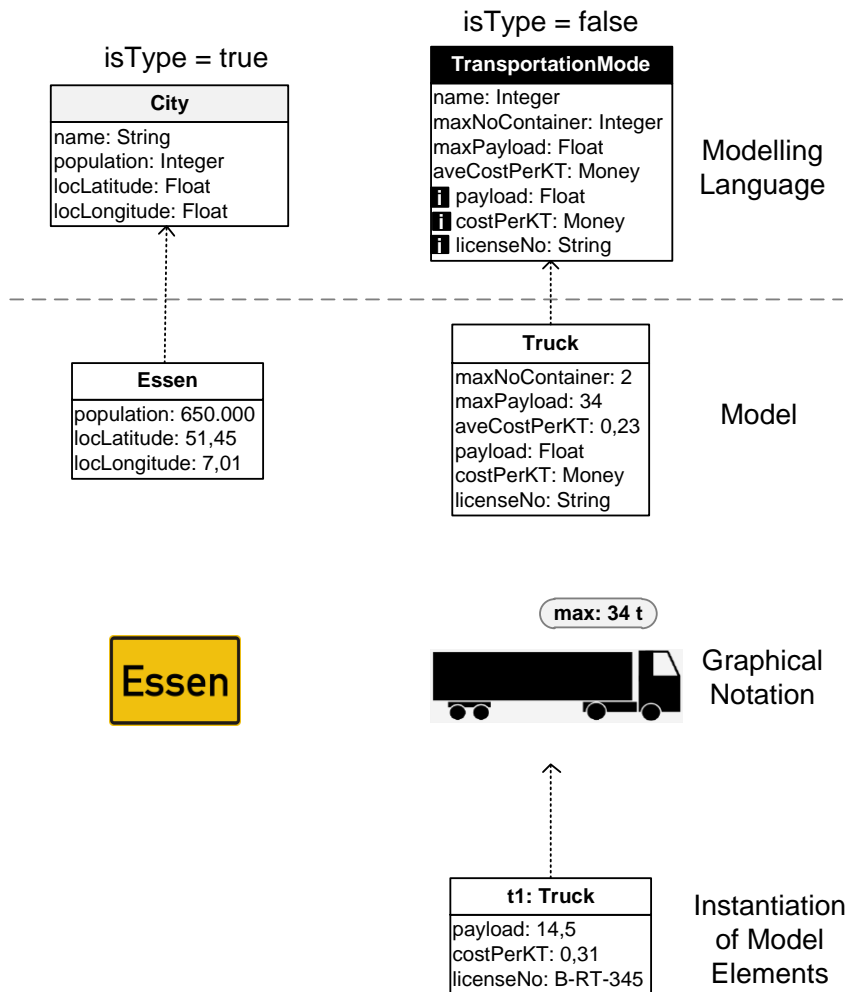 isType = true
City
name: String
population: Integer
locLatitude: Float
locLongitude: Float
isType = false
TransportationMode
name: Integer
maxNoContainer: Integer
maxPayload: Float
aveCostPerKT: Money
i payload: Float
i costPerKT: Money
i licenseNo: String
Modelling
Language
Essen
population: 650.000
locLatitude: 51,45
locLongitude: 7,01
Truck
maxNoContainer: 2
maxPayload: 34
aveCostPerKT: 0,23
payload: Float
costPerKT: Money
licenseNo: String
Model
Essen
max: 34 t
Graphical
Notation
t1: Truck
payload: 14,5
costPerKT: 0,31
licenseNo: B-RT-345
Instantiation
of Model
Elements